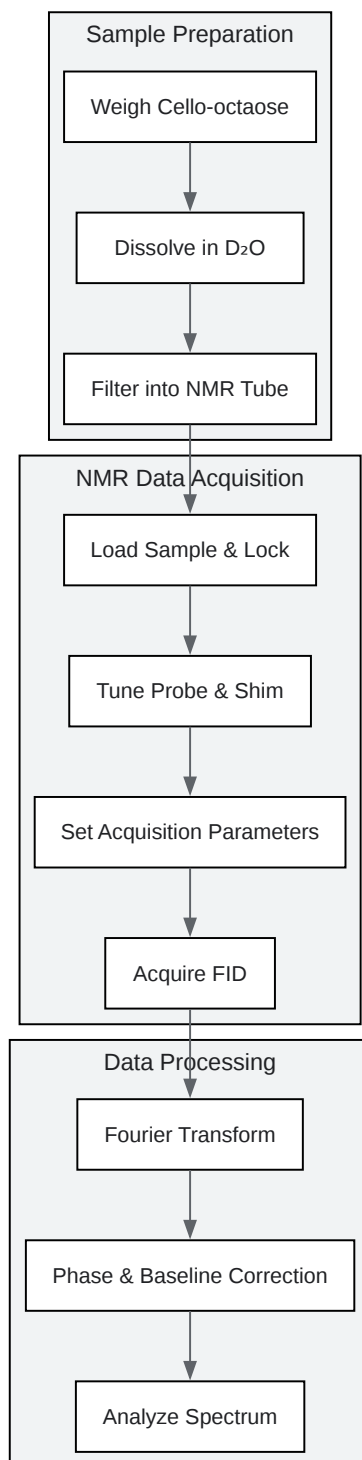 Sample Preparation
Weigh Cello-octaose
Dissolve in D₂O
Filter into NMR Tube
NMR Data Acquisition
Load Sample & Lock
Tune Probe & Shim
Set Acquisition Parameters
Acquire FID
Data Processing
Fourier Transform
Phase & Baseline Correction
Analyze Spectrum